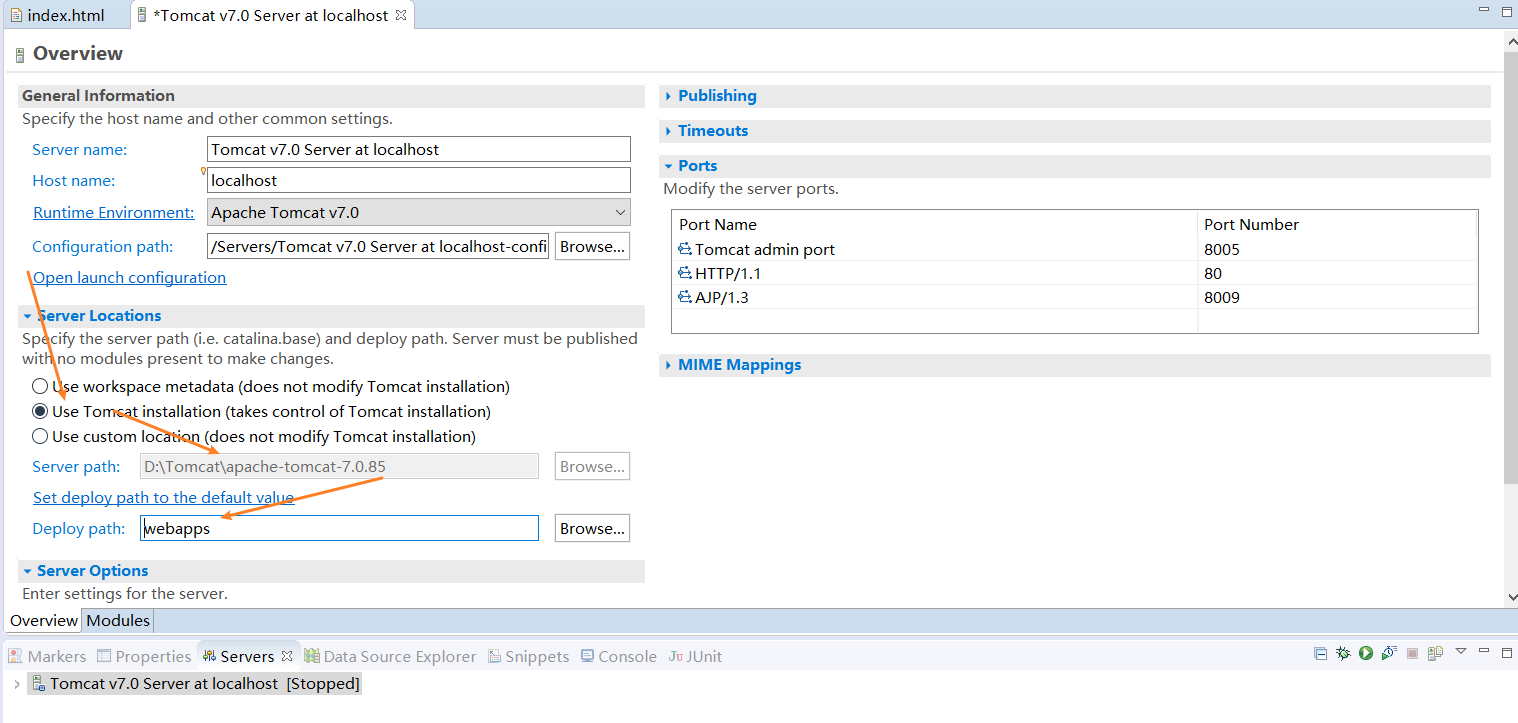 index.html
*Tomcat v7.0 Server at localhost
Overview
General Information
Specify the host name and other common settings.
Server name: Tomcat v7.0 Server at localhost
Host name: localhost
Runtime Environment: Apache Tomcat v7.0
Configuration path: /Servers/Tomcat v7.0 Server at localhost-confi Browse...
Open launch configuration
Server Locations
Specify the server path (i.e. catalina.base) and deploy path. Server must be published
with no modules present to make changes.
Use workspace metadata (does not modify Tomcat installation)
Use Tomcat installation (takes control of Tomcat installation)
Use custom location (does not modify Tomcat installation)
Server path: D:\Tomcat\apache-tomcat-7.0.85 Browse...
Set deploy path to the default value
Deploy path: webapps Browse...
Server Options
Enter settings for the server.
Publishing
Timeouts
Ports
Modify the server ports.
Port Name Port Number
Tomcat admin port 8005
HTTP/1.1 80
AJP/1.3 8009
MIME Mappings
Overview Modules
Markers Properties Servers Data Source Explorer Snippets Console JUnit
Tomcat v7.0 Server at localhost [Stopped]